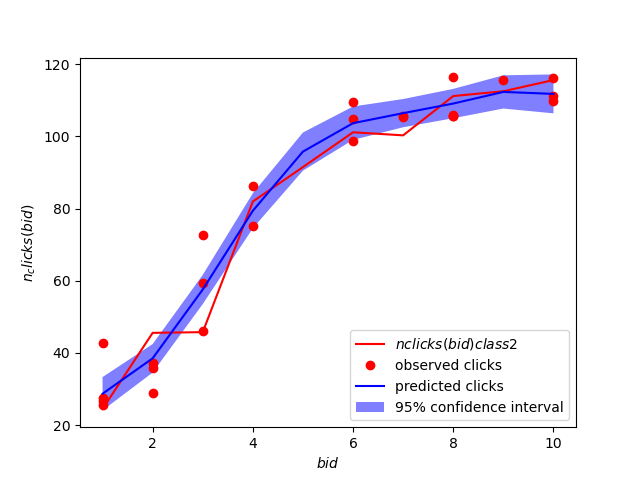 120
100
80
60
40
20
n_clicks(bid)
nclicks(bid)class2
observed clicks
predicted clicks
95% confidence interval
2
4
6
8
10
bid